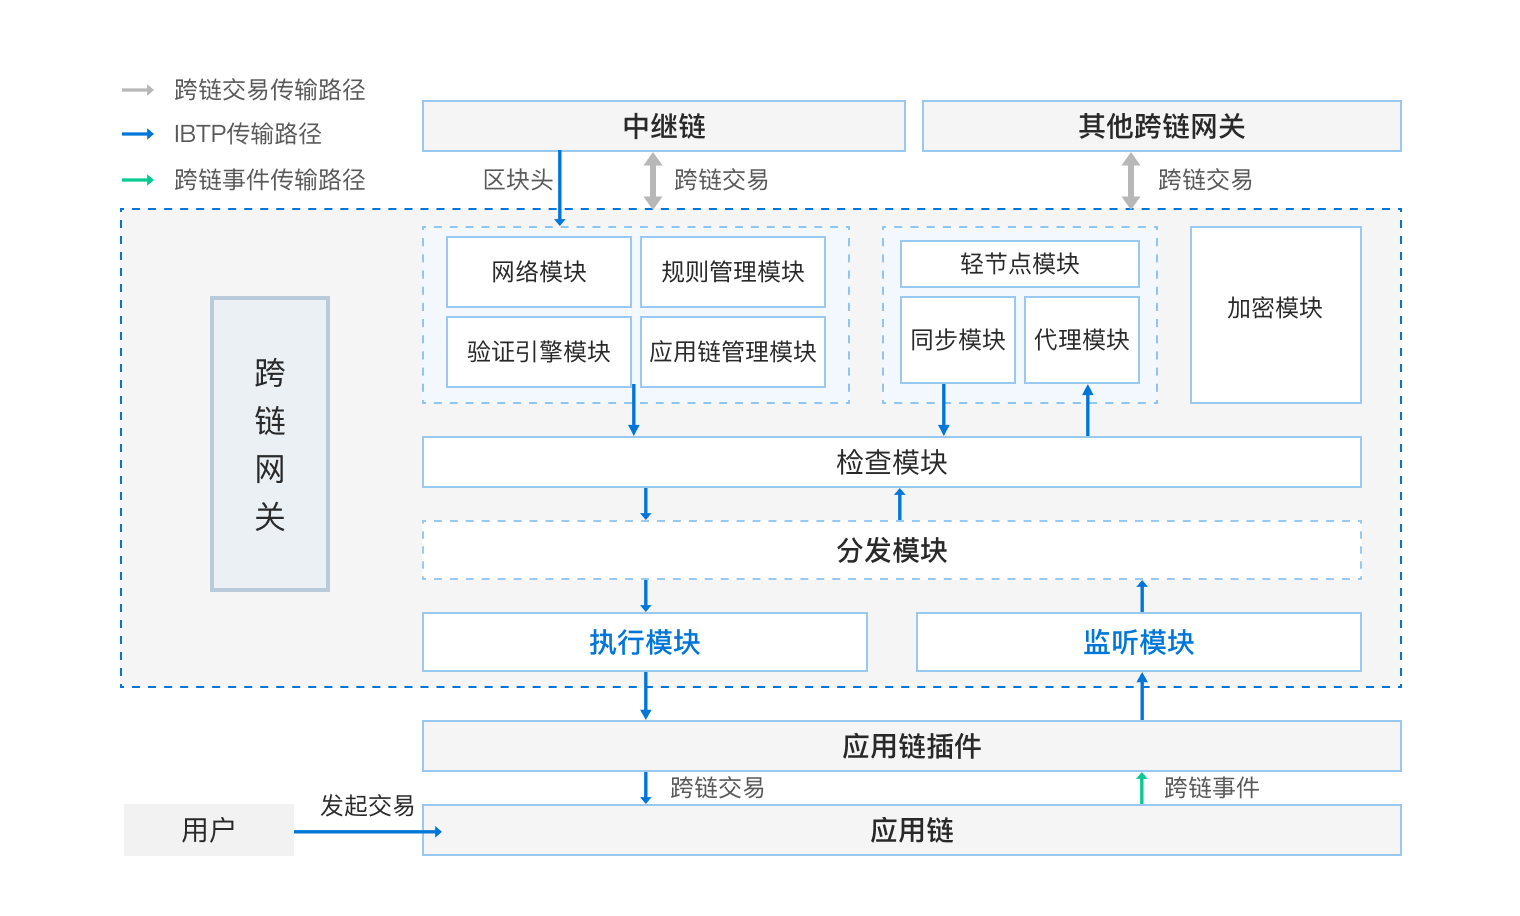 跨链交易传输路径
IBTP传输路径
跨链事件传输路径
中继链
其他跨链网关
区块头
跨链交易
跨链交易
网络模块
规则管理模块
验证引擎模块
应用链管理模块
轻节点模块
同步模块
代理模块
加密模块
跨
链
网
关
检查模块
分发模块
执行模块
监听模块
应用链插件
跨链交易
跨链事件
发起交易
用户
应用链